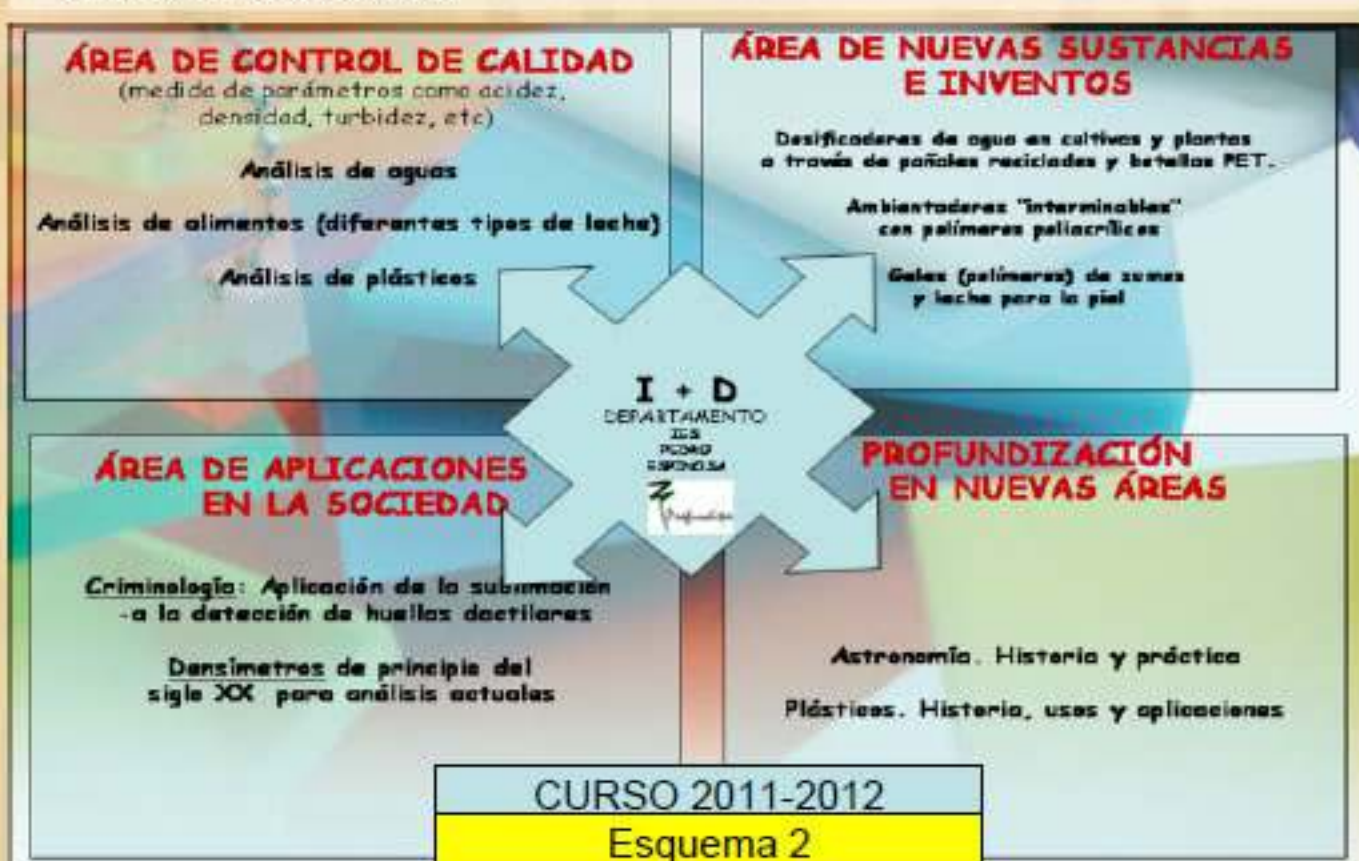 ÁREA DE CONTROL DE CALIDAD
(medida de parámetros como acidez,
densidad, turbidez, etc)
Análisis de aguas
Análisis de alimentos (diferentes tipos de leche)
Análisis de plásticos
ÁREA DE NUEVAS SUSTANCIAS
E INVENTOS
Dosificadores de agua en cultivos y plantas
a través de pañales reciclados y botellas PET.
Ambientadores "interminables"
con polímeros poliacrílicos
Geles (polímeros) de zumos
y leche para la piel
I + D
DEPARTAMENTO
IES
PEDRO
ESPINOSA
Profundiza
ÁREA DE APLICACIONES
EN LA SOCIEDAD
Criminología: Aplicación de la sublimación
-a la detección de huellas dactilares
Densímetros de principio del
siglo XX para análisis actuales
PROFUNDIZACIÓN
EN NUEVAS ÁREAS
Astronomía. Historia y práctica
Plásticos. Historia, usos y aplicaciones
CURSO 2011-2012
Esquema 2